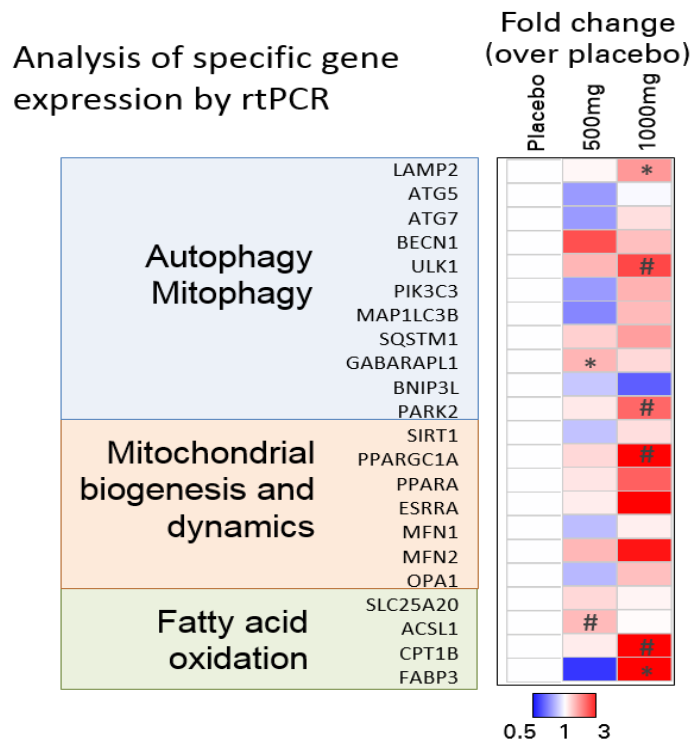 Analysis of specific gene
expression by rtPCR
Fold change
(over placebo)
Placebo
500mg
1000mg
Autophagy
Mitophagy
LAMP2
*
ATG5
ATG7
BECN1
ULK1
#
PIK3C3
MAP1LC3B
SQSTM1
GABARAPL1
*
BNIP3L
PARK2
#
Mitochondrial
biogenesis and
dynamics
SIRT1
PPARGC1A
#
PPARA
ESRRA
MFN1
MFN2
OPA1
Fatty acid
oxidation
SLC25A20
ACSL1
#
CPT1B
#
FABP3
*
0.5 1 3